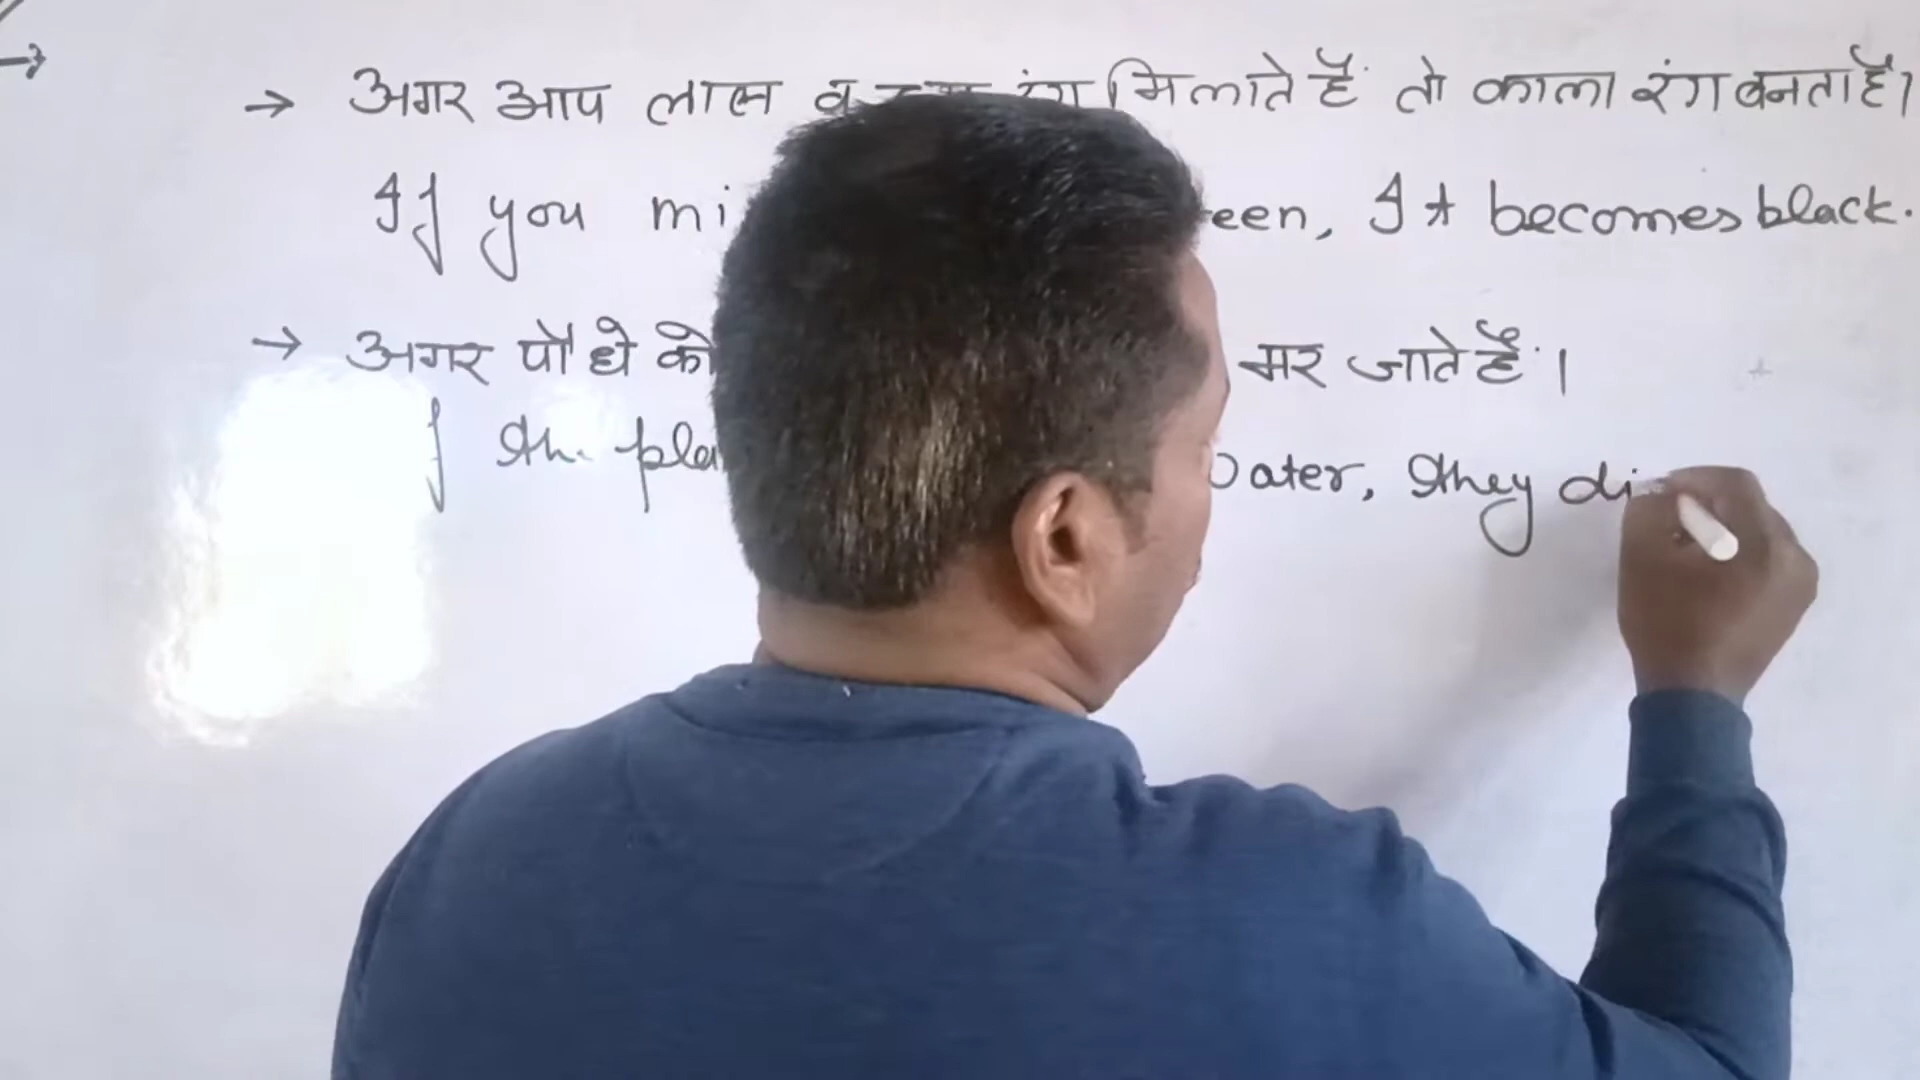 → अगर आप लाल व रंग मिलाते हैं तो काला रंग बनता है।
If you mi een, It becomes black.
→ अगर पौधे को मर जाते हैं।
f the pla ater, they di